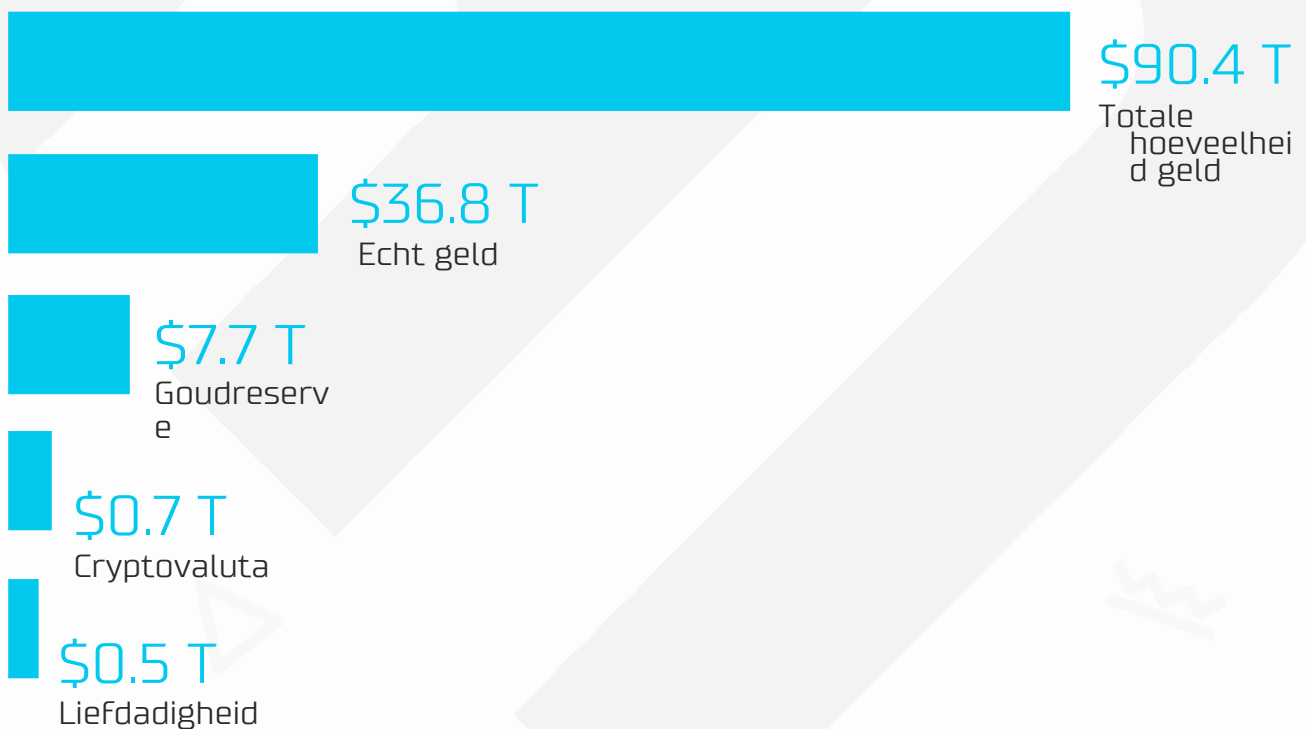 $90.4 T
Totale
hoeveelhei
d geld
$36.8 T
Echt geld
$7.7 T
Goudreserv
e
$0.7 T
Cryptovaluta
$0.5 T
Liefdadigheid